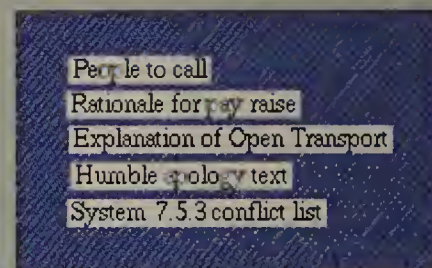 People to call
Rationale for pay raise
Explanation of Open Transport
Humble apology text
System 7.5.3 conflict list